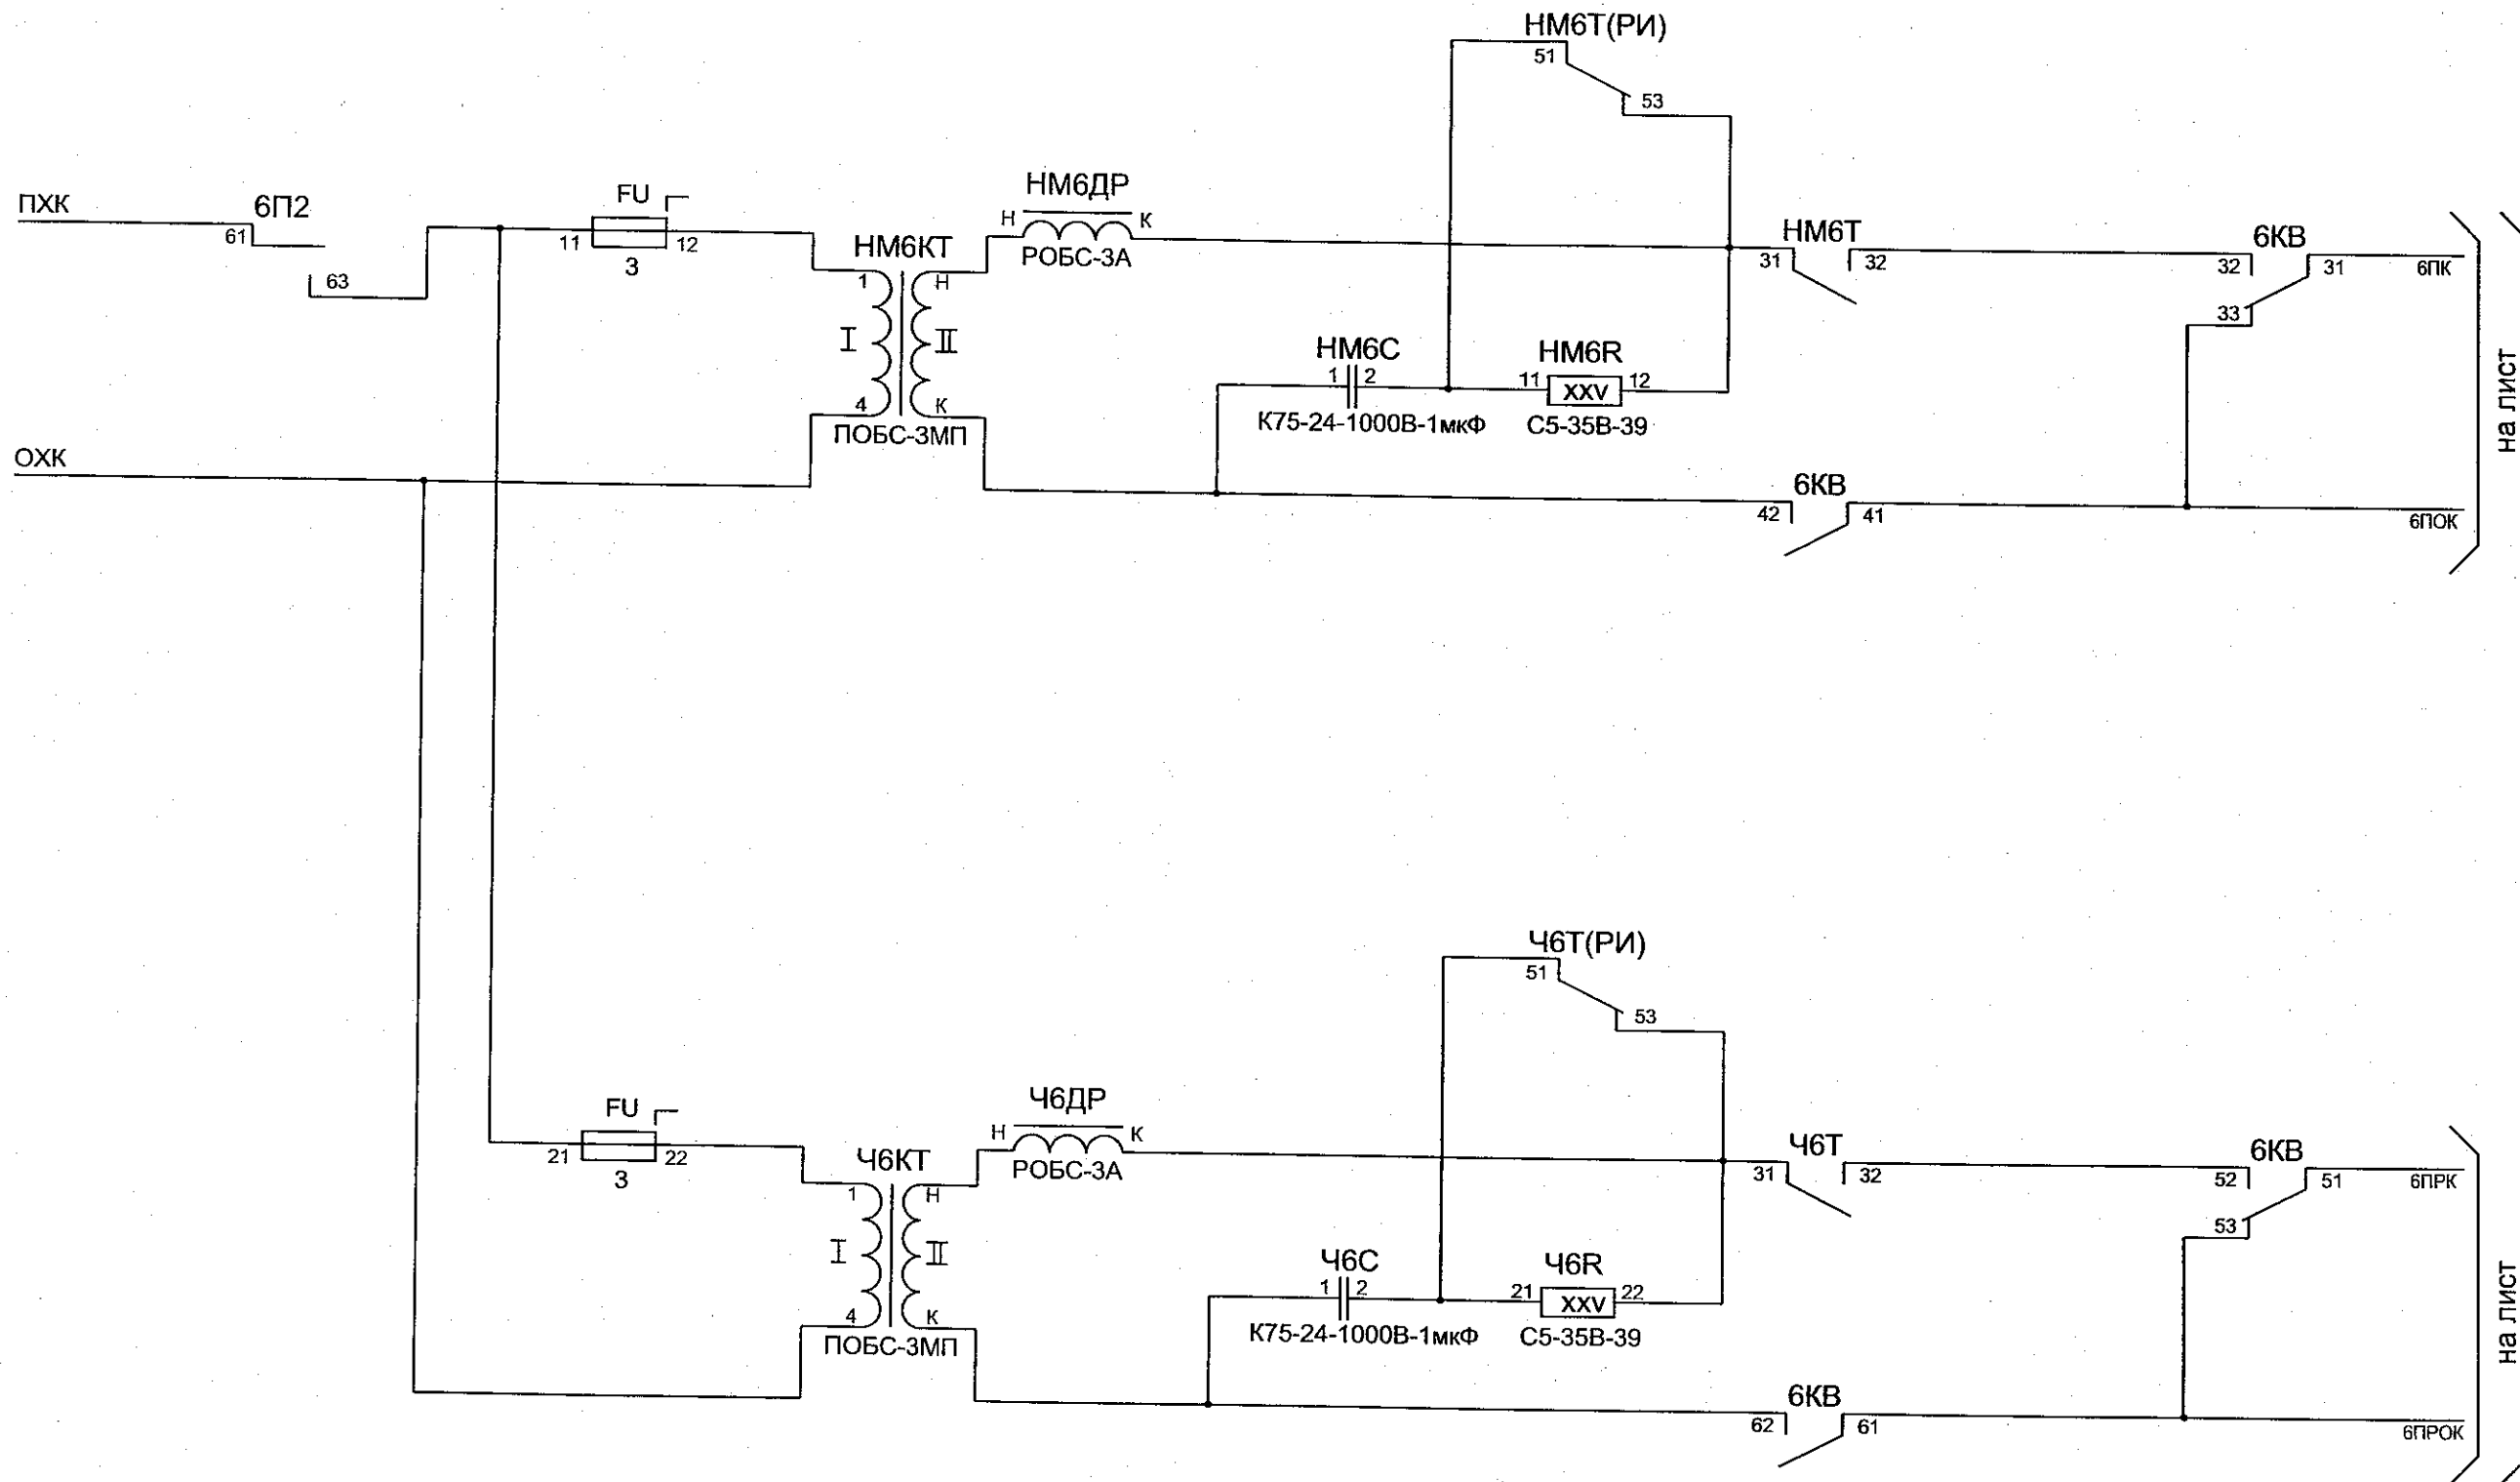 НМ6Т(РИ)
51
53
ПХК
6П2
61
63
FU
11
12
3
НМ6КТ
1
Н
I
II
4
К
ПОБС-3МП
НМ6ДР
Н
К
РОБС-3А
НМ6Т
31
32
6КВ
32
31
6ПК
33
НМ6С
1
2
К75-24-1000В-1мкФ
НМ6R
11
12
XXV
С5-35В-39
ОХК
6КВ
42
41
6ПОК
на лист
Ч6Т(РИ)
51
53
FU
21
22
3
Ч6КТ
1
Н
I
II
4
К
ПОБС-3МП
Ч6ДР
Н
К
РОБС-3А
Ч6Т
31
32
6КВ
52
51
6ПРК
53
Ч6С
1
2
К75-24-1000В-1мкФ
Ч6R
21
22
XXV
С5-35В-39
6КВ
62
61
6ПРОК
на лист